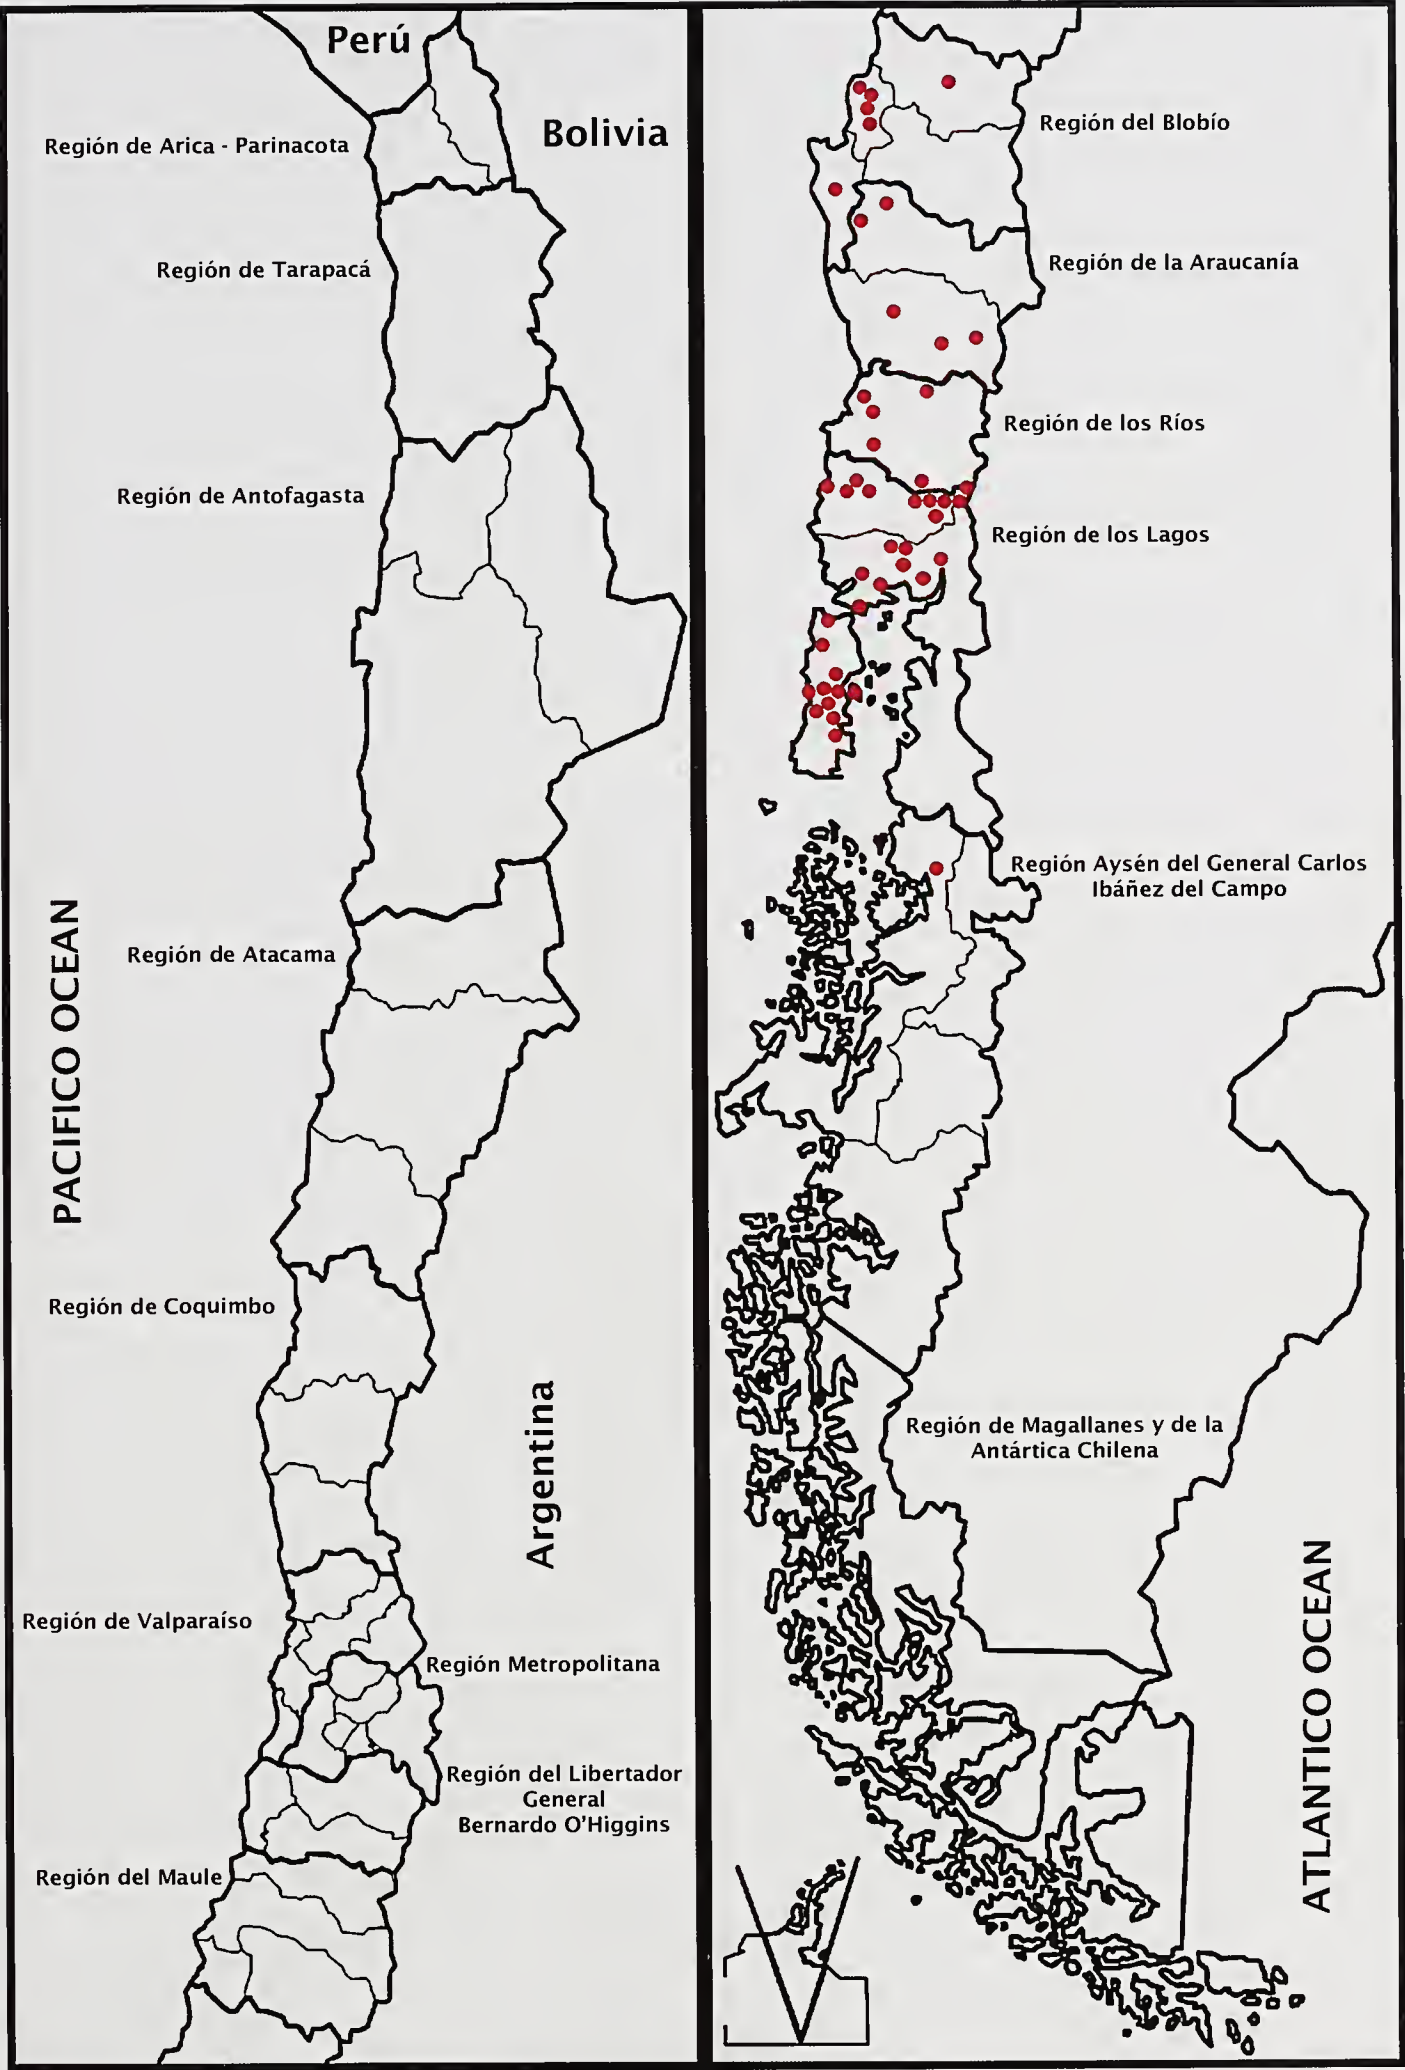 Perú
Bolivia
Región de Arica - Parinacota
Región de Tarapacá
Región de Antofagasta
Región de Atacama
PACIFICO OCEAN
Región de Coquimbo
Argentina
Región de Valparaíso
Región Metropolitana
Región del Libertador
General
Bernardo O'Higgins
Región del Maule
Región del Blobío
Región de la Araucanía
Región de los Ríos
Región de los Lagos
Región Aysén del General Carlos
Ibáñez del Campo
Región de Magallanes y de la
Antártica Chilena
ATLANTICO OCEAN